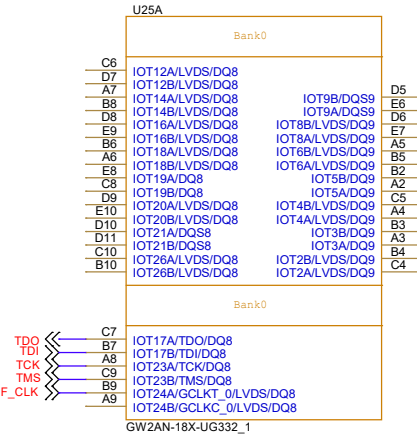 U25A
Bank0
C6 IOT12A/LVDS/DQ8
D7 IOT12B/LVDS/DQ8
A7 IOT14A/LVDS/DQ8
B8 IOT14B/LVDS/DQ8
D8 IOT16A/LVDS/DQ8
E9 IOT16B/LVDS/DQ8
B6 IOT18A/LVDS/DQ8
A6 IOT18B/LVDS/DQ8
E8 IOT19A/DQ8
C8 IOT19B/DQ8
D9 IOT20A/LVDS/DQ8
E10 IOT20B/LVDS/DQ8
D10 IOT21A/DQS8
D11 IOT21B/DQS8
C10 IOT26A/LVDS/DQ8
B10 IOT26B/LVDS/DQ8
IOT9B/DQS9 D5
IOT9A/DQS9 E6
IOT8B/LVDS/DQ9 D6
IOT8A/LVDS/DQ9 E7
IOT6B/LVDS/DQ9 A5
IOT6A/LVDS/DQ9 B5
IOT5B/DQ9 B2
IOT5A/DQ9 A2
IOT4B/LVDS/DQ9 C5
IOT4A/LVDS/DQ9 A4
IOT3B/DQ9 B3
IOT3A/DQ9 A3
IOT2B/LVDS/DQ9 B4
IOT2A/LVDS/DQ9 C4
Bank0
TDO C7 IOT17A/TDO/DQ8
TDI B7 IOT17B/TDI/DQ8
TCK A8 IOT23A/TCK/DQ8
TMS C9 IOT23B/TMS/DQ8
F_CLK B9 IOT24A/GCLKT_0/LVDS/DQ8
A9 IOT24B/GCLKC_0/LVDS/DQ8
GW2AN-18X-UG332_1